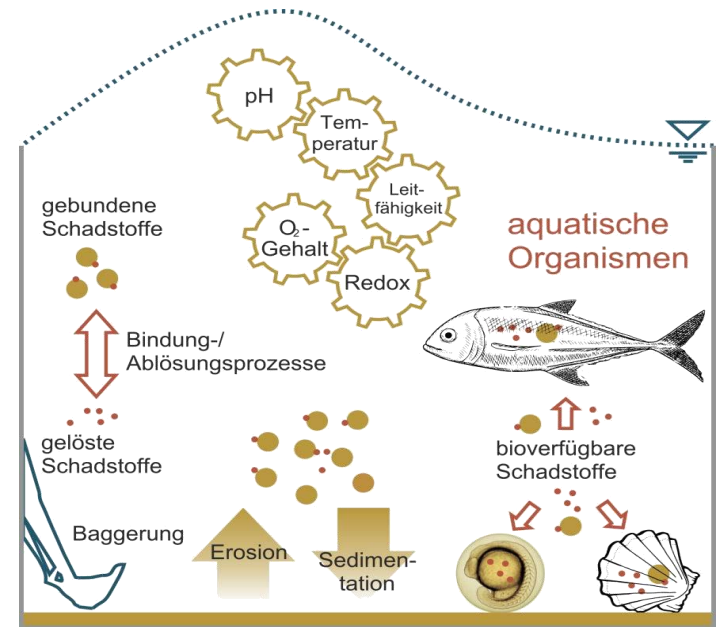 pH
Tem-
peratur
Leit-
fähigkeit
O2-
Gehalt
Redox
gebundene
Schadstoffe
Bindung-/
Ablösungsprozesse
gelöste
Schadstoffe
Baggerung
Erosion
Sedimen-
tation
aquatische
Organismen
bioverfügbare
Schadstoffe